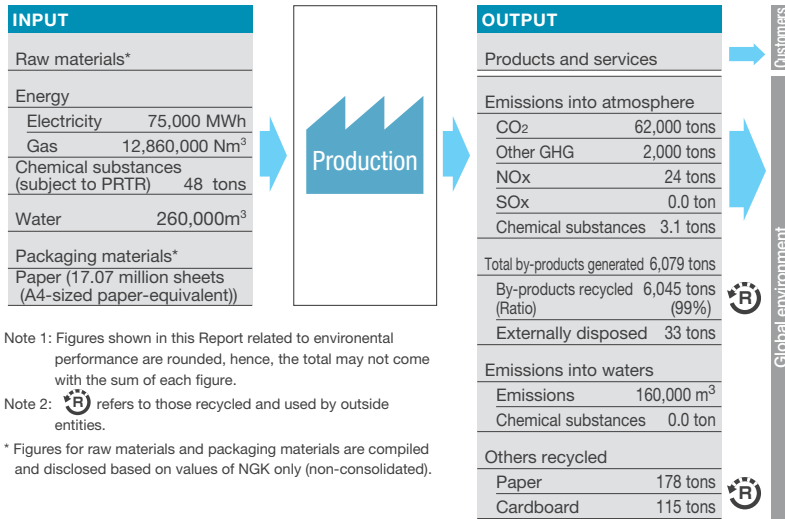 INPUT
Raw materials*
Energy
Electricity 75,000 MWh
Gas 12,860,000 Nm³
Chemical substances
(subject to PRTR) 48 tons
Water 260,000m³
Packaging materials*
Paper (17.07 million sheets
(A4-sized paper-equivalent))
Production
OUTPUT
Products and services
Emissions into atmosphere
CO2 62,000 tons
Other GHG 2,000 tons
NOx 24 tons
SOx 0.0 ton
Chemical substances 3.1 tons
Total by-products generated 6,079 tons
By-products recycled 6,045 tons
(Ratio) (99%)
R
Externally disposed 33 tons
Emissions into waters
Emissions 160,000 m³
Chemical substances 0.0 ton
Others recycled
Paper 178 tons
R
Cardboard 115 tons
Customers
Global environment
Note 1: Figures shown in this Report related to environental
performance are rounded, hence, the total may not come
with the sum of each figure.
Note 2: R refers to those recycled and used by outside
entities.
* Figures for raw materials and packaging materials are compiled
and disclosed based on values of NGK only (non-consolidated).